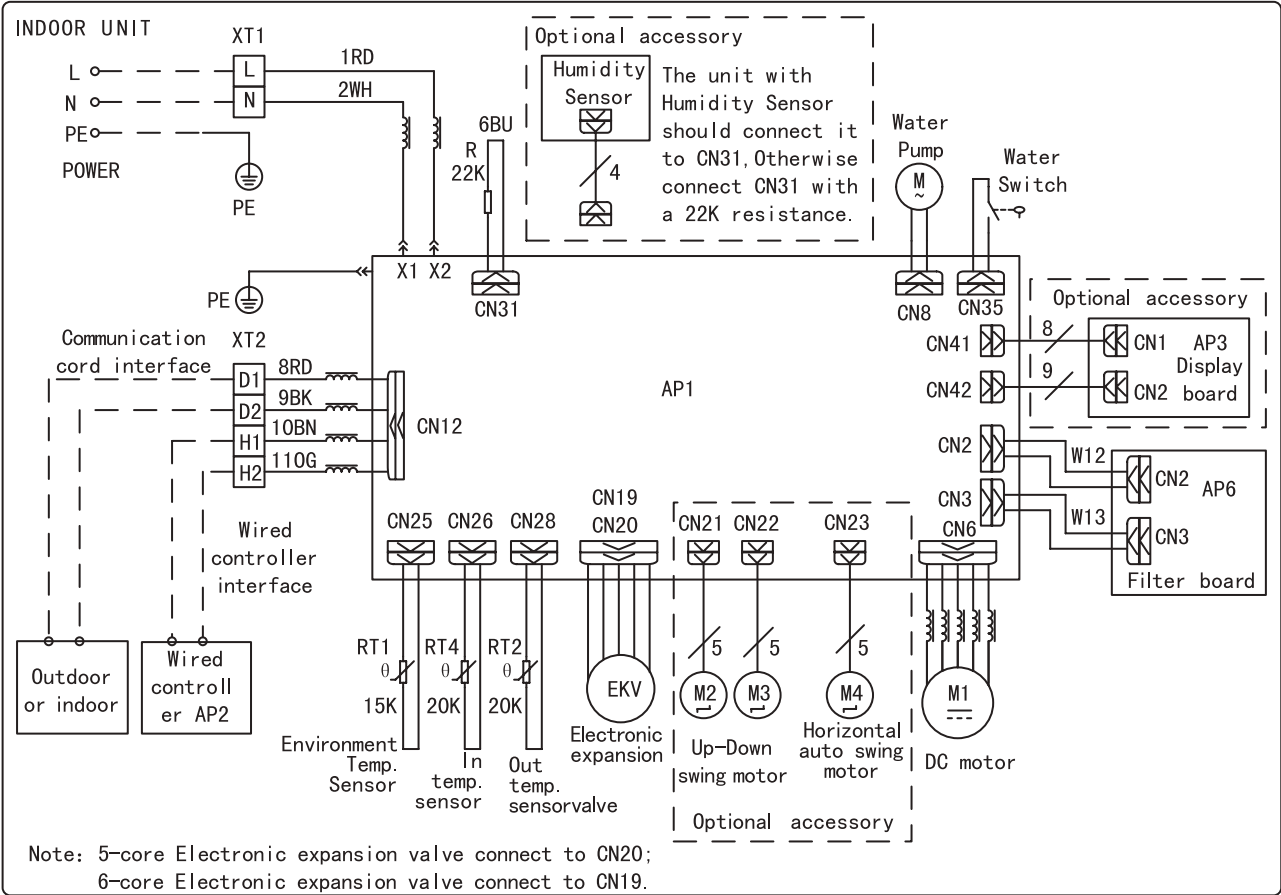 INDOOR UNIT
XT1
L
L
1RD
N
N
2WH
PE
POWER
PE
Optional accessory
Humidity
Sensor
4
The unit with
Humidity Sensor
should connect it
to CN31,Otherwise
connect CN31 with
a 22K resistance.
6BU
R
22K
Water
Pump
M
~
Water
Switch
X1 X2
CN31
CN8
CN35
PE
XT2
Communication
cord interface
D1
8RD
D2
9BK
H1
10BN
H2
11OG
CN12
AP1
CN41
8
CN42
9
Optional accessory
CN1
CN2
AP3
Display
board
CN2
W12
CN2
AP6
CN3
W13
CN3
Filter board
Wired
controller
interface
CN25
CN26
CN28
CN19
CN20
CN21
CN22
CN23
CN6
Outdoor
or indoor
Wired
controll
er AP2
RT1
θ
15K
RT4
θ
20K
RT2
θ
20K
EKV
5
5
5
M2
M3
M4
M1
Environment
Temp.
Sensor
In
temp.
sensor
Out
temp.
sensorvalve
Electronic
expansion
Up-Down
swing motor
Horizontal
auto swing
motor
DC motor
Optional accessory
Note: 5-core Electronic expansion valve connect to CN20;
6-core Electronic expansion valve connect to CN19.